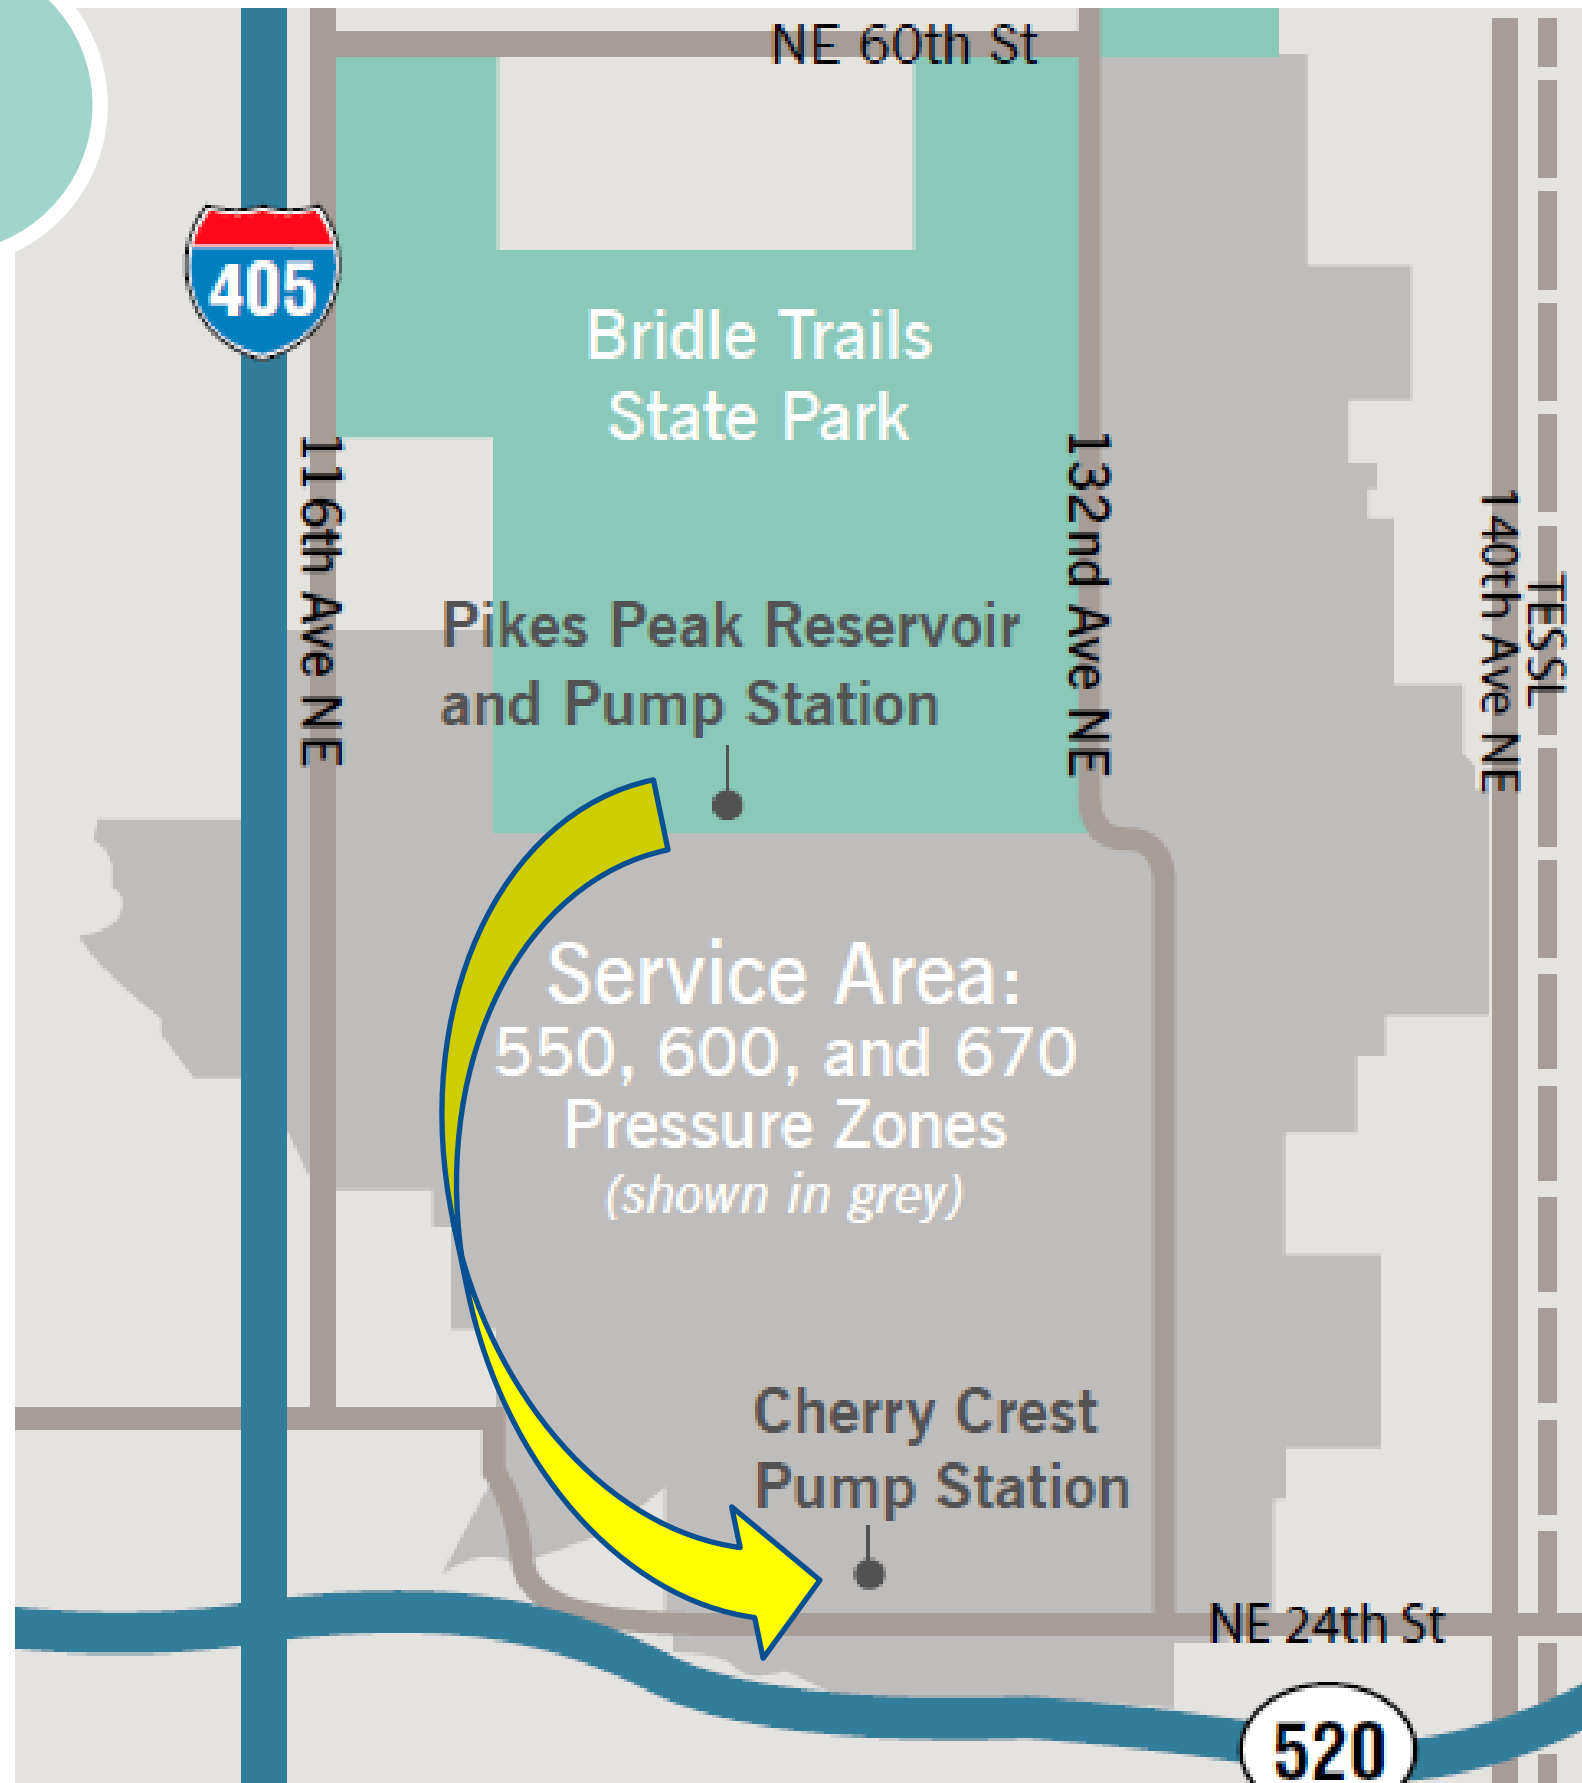 NE 60th St
405
Bridle Trails
State Park
116th Ave NE
132nd Ave NE
140th Ave NE
TESSL
Pikes Peak Reservoir
and Pump Station
Service Area:
550, 600, and 670
Pressure Zones
(shown in grey)
Cherry Crest
Pump Station
NE 24th St
520